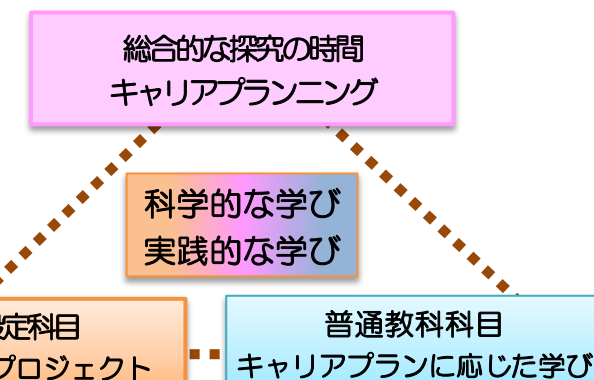 総合的な探究の時間
キャリアプランニング
科学的な学び
実践的な学び
設定科目
プロジェクト
普通教科科目
キャリアプランに応じた学び